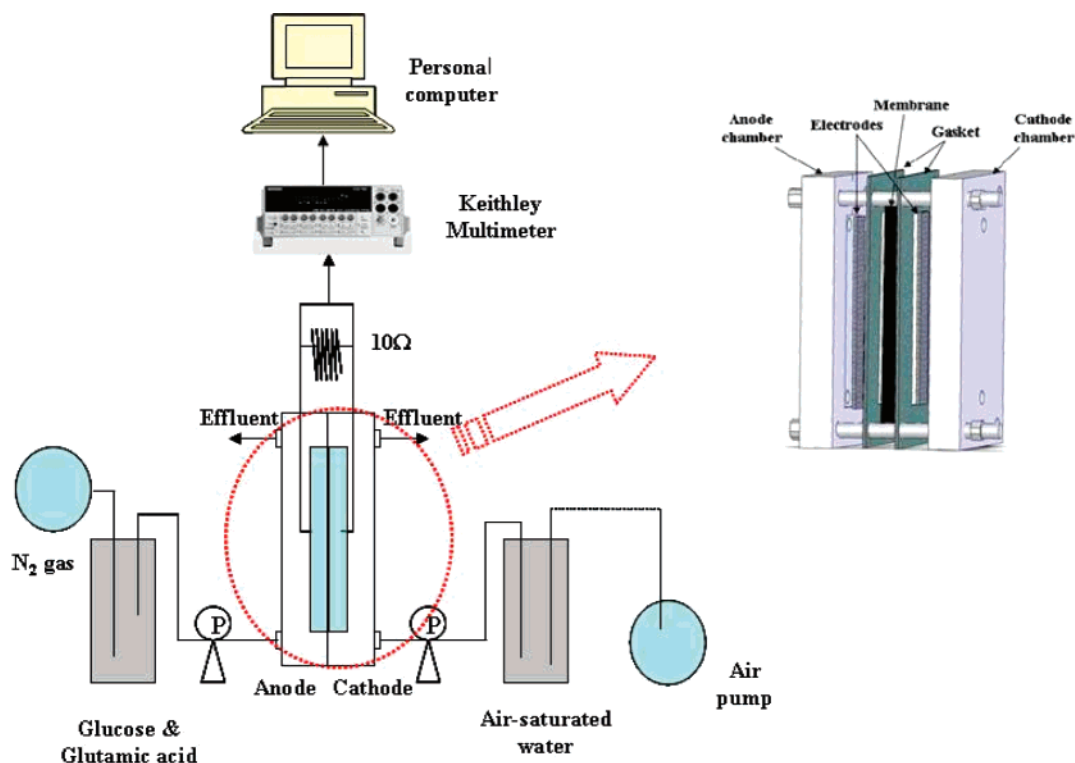 Personal
computer
Keithley
Multimeter
10Ω
Effluent
Effluent
N₂ gas
P
P
Anode
Cathode
Glucose &
Glutamic acid
Air-saturated
water
Air
pump
Membrane
Anode
chamber
Electrodes
Gasket
Cathode
chamber